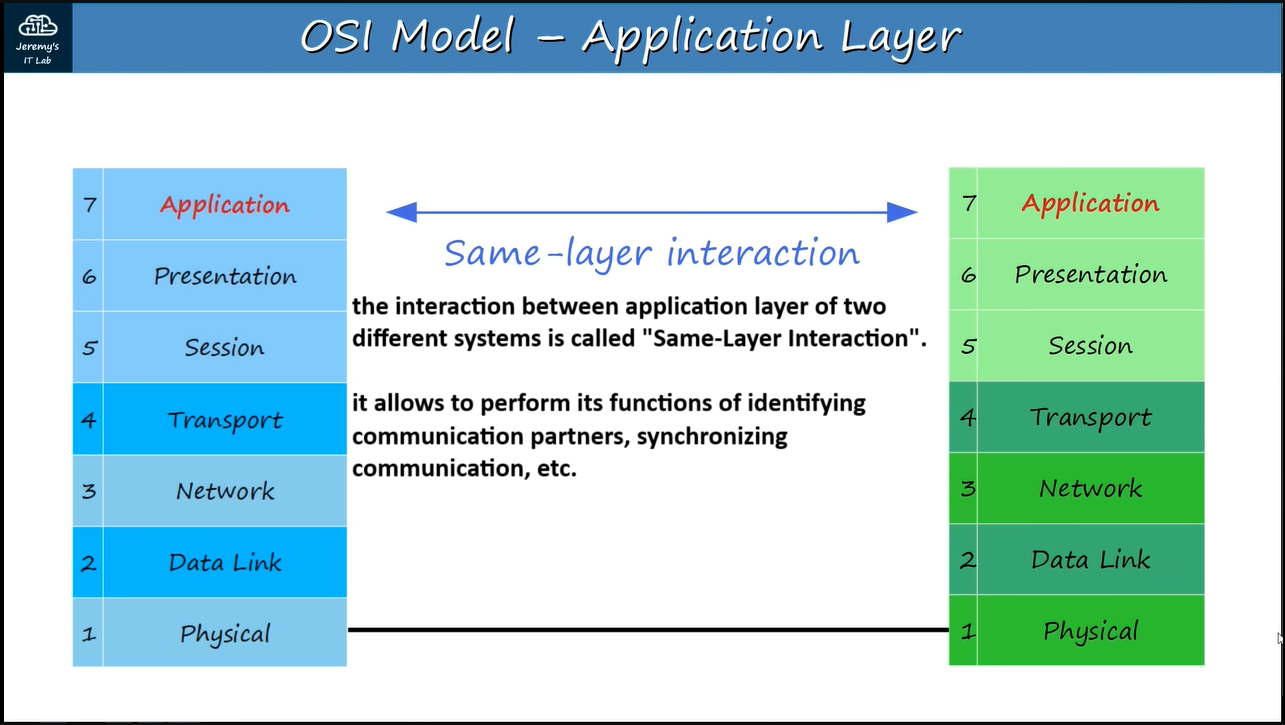 Jeremy's
IT Lab
OSI Model – Application Layer
7 Application
6 Presentation
5 Session
4 Transport
3 Network
2 Data Link
1 Physical
Same-layer interaction
the interaction between application layer of two
different systems is called "Same-Layer Interaction".
it allows to perform its functions of identifying
communication partners, synchronizing
communication, etc.
7 Application
6 Presentation
5 Session
4 Transport
3 Network
2 Data Link
1 Physical